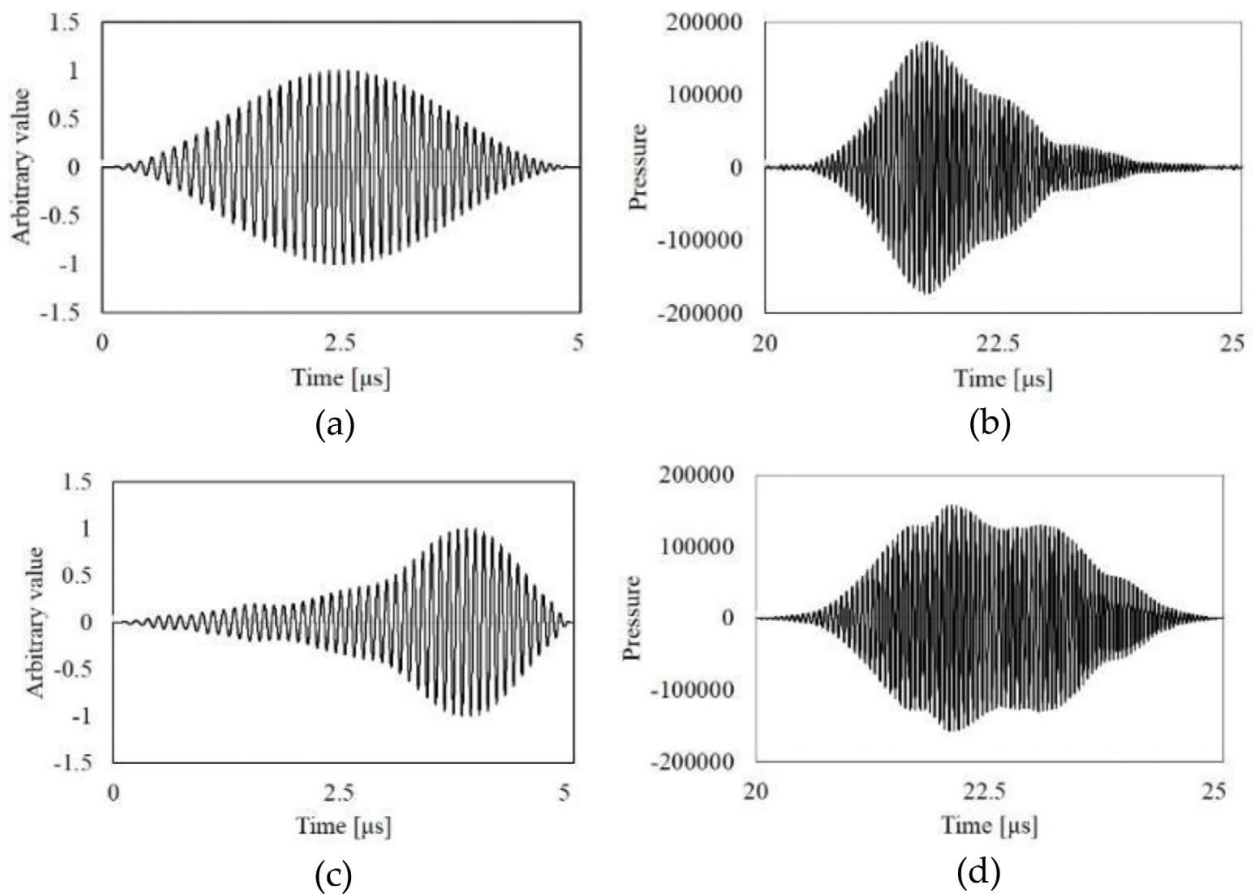 1.5
1
0.5
0
-0.5
-1
-1.5
Arbitrary value
0 2.5 5
Time [μs]
(a)
200000
100000
0
-100000
-200000
Pressure
20 22.5 25
Time [μs]
(b)
1.5
1
0.5
0
-0.5
-1
-1.5
Arbitrary value
0 2.5 5
Time [μs]
(c)
200000
100000
0
-100000
-200000
Pressure
20 22.5 25
Time [μs]
(d)